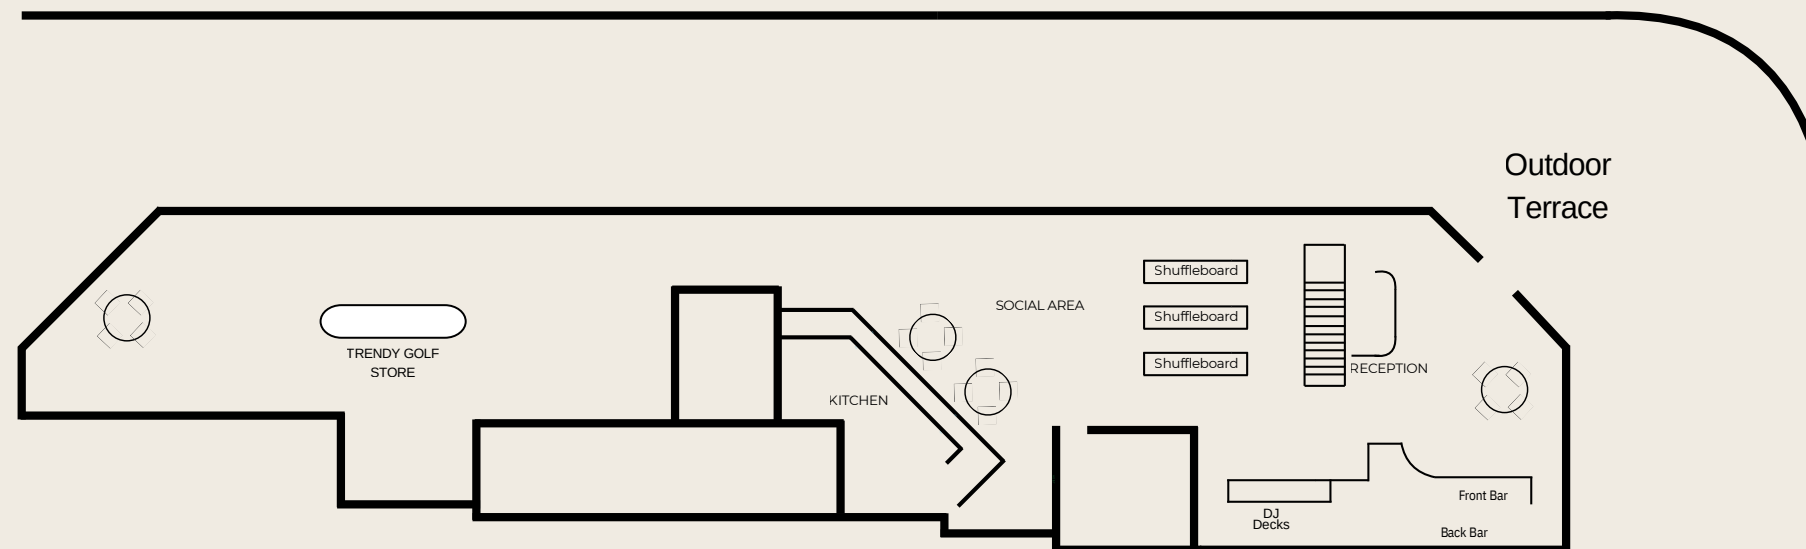 Outdoor
Terrace
Shuffleboard
SOCIAL AREA
Shuffleboard
TRENDY GOLF
STORE
Shuffleboard
RECEPTION
KITCHEN
Front Bar
DJ
Decks
Back Bar